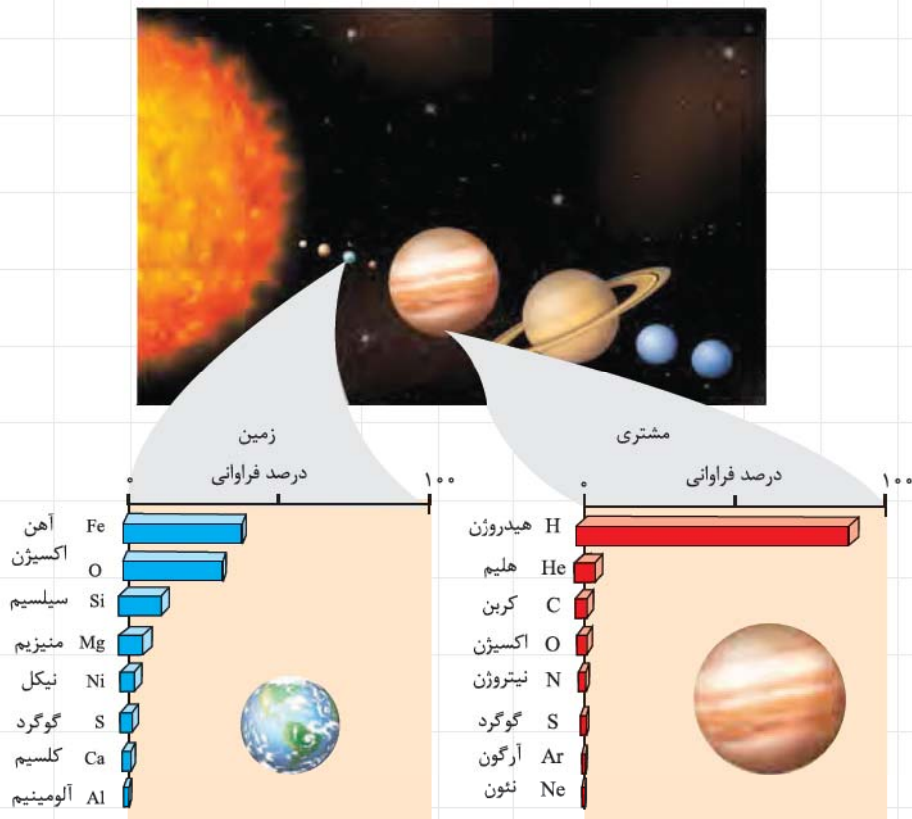 زمین
درصد فراوانی
۰ ۱۰۰
آهن Fe
اکسیژن O
سیلسیم Si
منیزیم Mg
نیکل Ni
گوگرد S
کلسیم Ca
آلومینیم Al
مشتری
درصد فراوانی
۰ ۱۰۰
هیدروژن H
هلیم He
کربن C
اکسیژن O
نیتروژن N
گوگرد S
آرگون Ar
نئون Ne